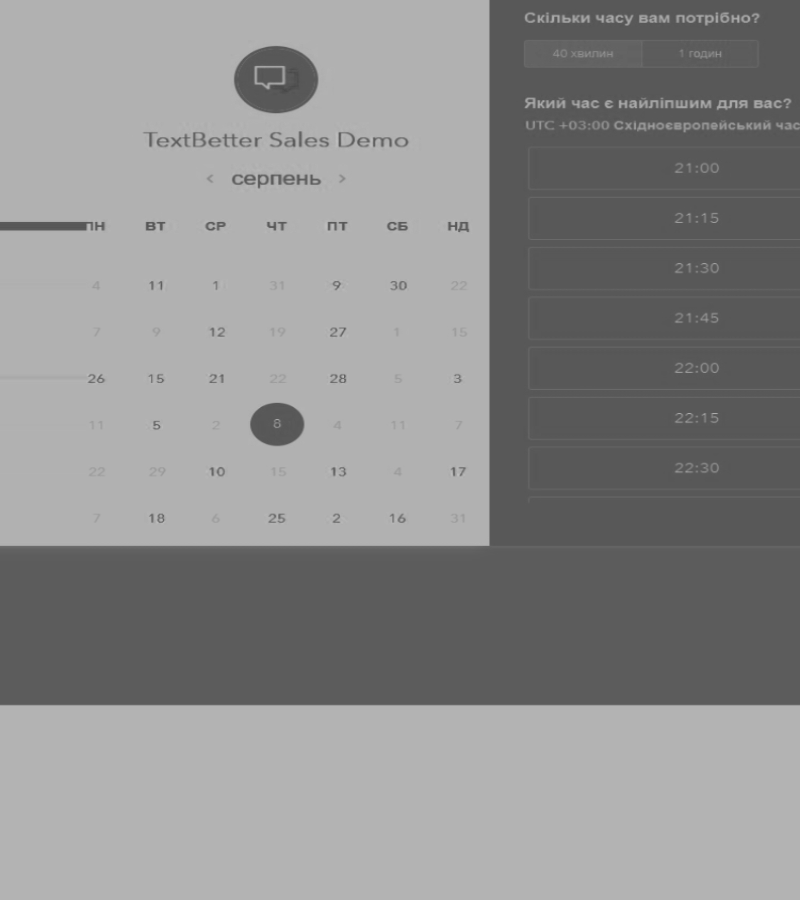 TextBetter Sales Demo
< серпень >
ПН ВТ СР ЧТ ПТ СБ НД
4 11 1 31 9 30 22
7 9 12 19 27 1 15
26 15 21 22 28 5 3
11 5 2 8 4 11 7
22 29 10 15 13 4 17
7 18 6 25 2 16 31
Скільки часу вам потрібно?
40 хвилин 1 годин
Який час є найліпшим для вас?
UTC +03:00 Східноєвропейський час
21:00
21:15
21:30
21:45
22:00
22:15
22:30